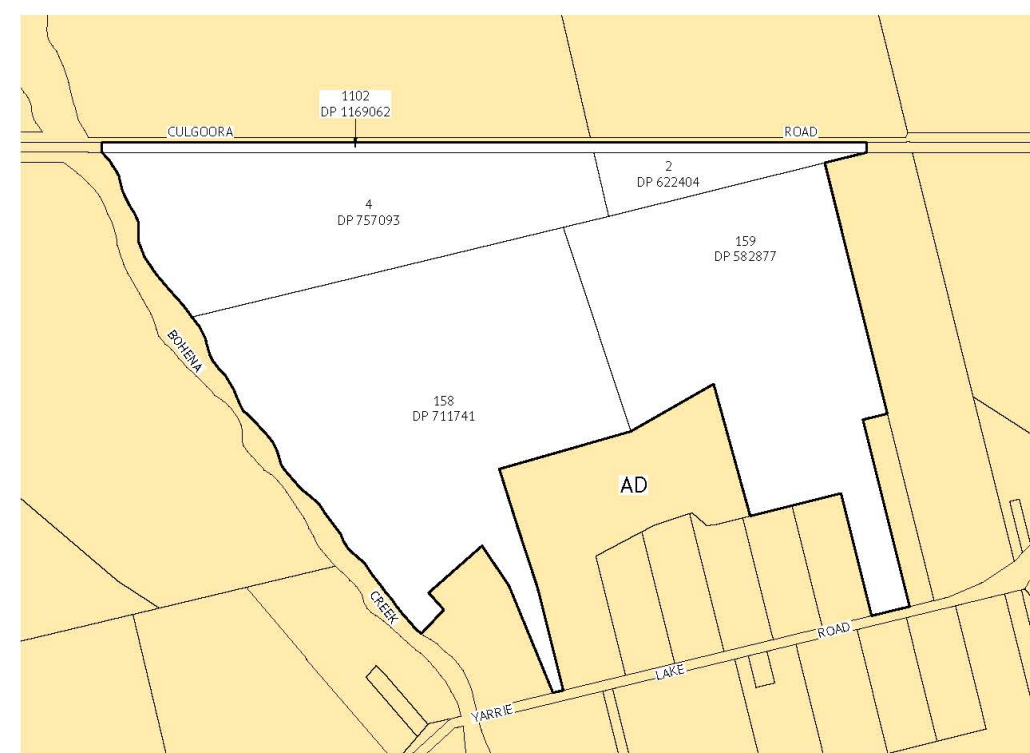 1102
DP 1169062
CULGOORA
ROAD
2
DP 622404
4
DP 757093
159
DP 582877
BOHENA
158
DP 711741
AD
CREEK
ROAD
LAKE
YARRIE